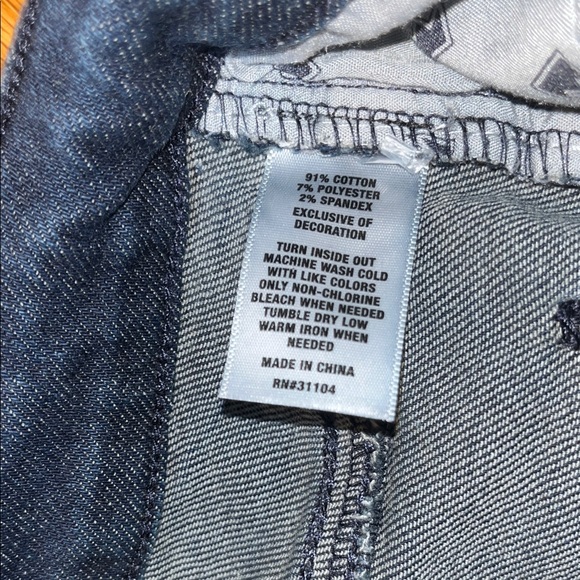 91% COTTON
7% POLYESTER
2% SPANDEX
EXCLUSIVE OF
DECORATION
TURN INSIDE OUT
MACHINE WASH COLD
WITH LIKE COLORS
ONLY NON-CHLORINE
BLEACH WHEN NEEDED
TUMBLE DRY LOW
WARM IRON WHEN
NEEDED
MADE IN CHINA
RN#31104